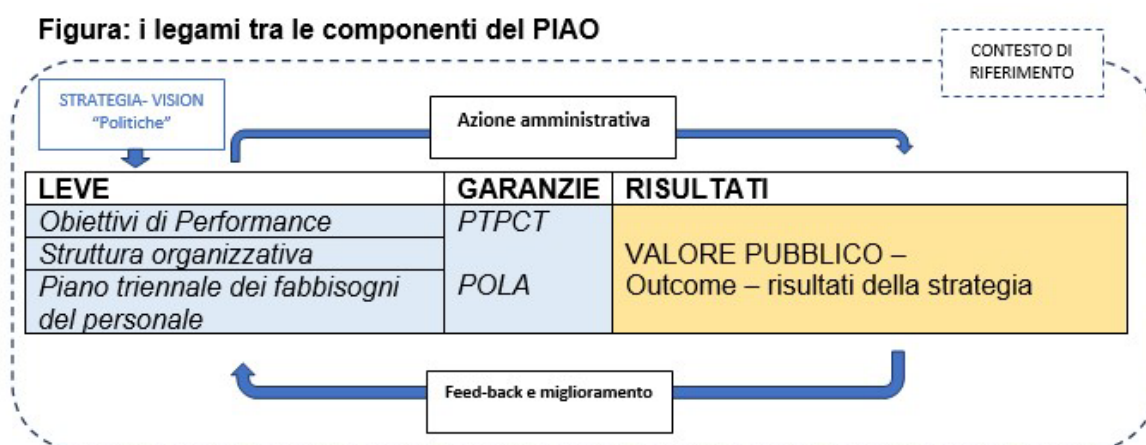 Figura: i legami tra le componenti del PIAO
CONTESTO DI
RIFERIMENTO
STRATEGIA- VISION
“Politiche”
Azione amministrativa
LEVE GARANZIE RISULTATI
Obiettivi di Performance PTPCT
Struttura organizzativa VALORE PUBBLICO –
Piano triennale dei fabbisogni POLA Outcome – risultati della strategia
del personale
Feed-back e miglioramento